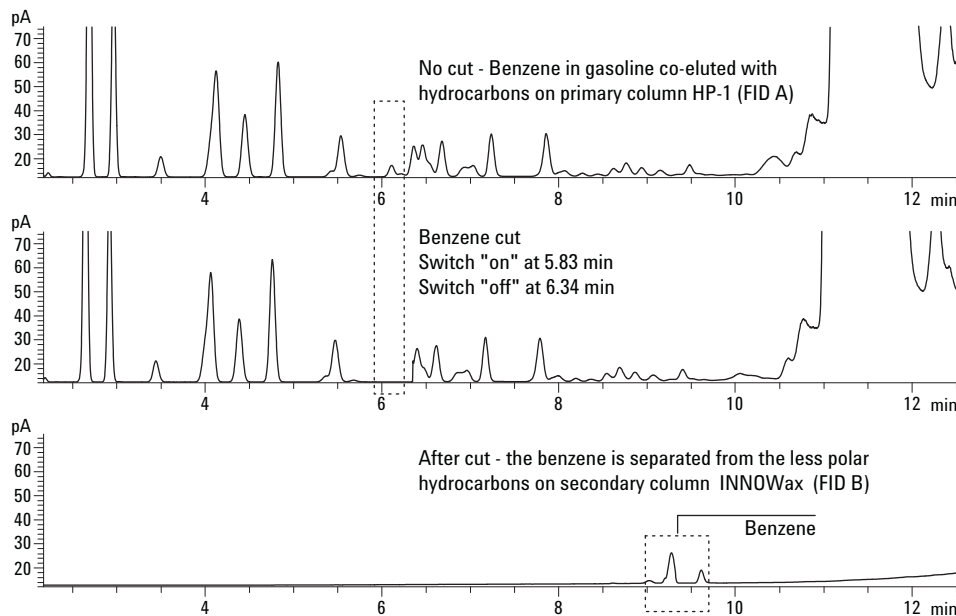 pA
70
60
50
40
30
20
No cut - Benzene in gasoline co-eluted with
hydrocarbons on primary column HP-1 (FID A)
4 6 8 10 12 min
pA
70
60
50
40
30
20
Benzene cut
Switch "on" at 5.83 min
Switch "off" at 6.34 min
4 6 8 10 12 min
pA
70
60
50
40
30
20
After cut - the benzene is separated from the less polar
hydrocarbons on secondary column INNOWax (FID B)
Benzene
4 6 8 10 12 min